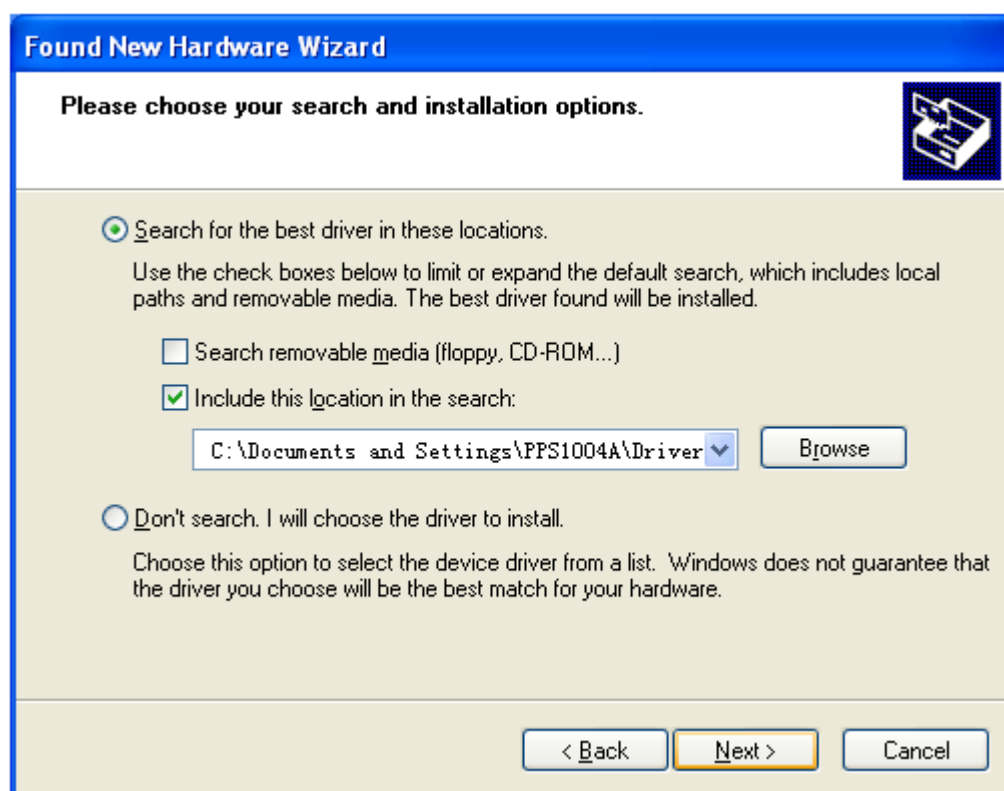 Found New Hardware Wizard
Please choose your search and installation options.
Search for the best driver in these locations.
Use the check boxes below to limit or expand the default search, which includes local
paths and removable media. The best driver found will be installed.
Search removable media (floppy, CD-ROM...)
Include this location in the search:
C:\Documents and Settings\PPS1004A\Driver
Browse
Don't search. I will choose the driver to install.
Choose this option to select the device driver from a list. Windows does not guarantee that
the driver you choose will be the best match for your hardware.
< Back
Next >
Cancel